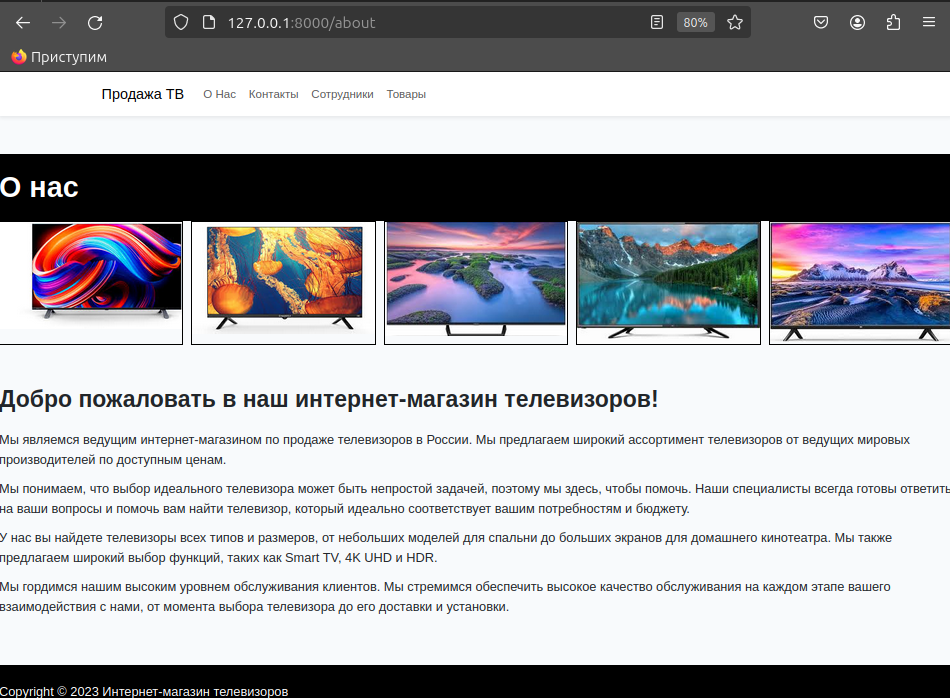 127.0.0.1:8000/about
80%
Приступим
Продажа ТВ О Нас Контакты Сотрудники Товары
О нас
Добро пожаловать в наш интернет-магазин телевизоров!
Мы являемся ведущим интернет-магазином по продаже телевизоров в России. Мы предлагаем широкий ассортимент телевизоров от ведущих мировых
производителей по доступным ценам.
Мы понимаем, что выбор идеального телевизора может быть непростой задачей, поэтому мы здесь, чтобы помочь. Наши специалисты всегда готовы ответить
на ваши вопросы и помочь вам найти телевизор, который идеально соответствует вашим потребностям и бюджету.
У нас вы найдете телевизоры всех типов и размеров, от небольших моделей для спальни до больших экранов для домашнего кинотеатра. Мы также
предлагаем широкий выбор функций, таких как Smart TV, 4K UHD и HDR.
Мы гордимся нашим высоким уровнем обслуживания клиентов. Мы стремимся обеспечить высокое качество обслуживания на каждом этапе вашего
взаимодействия с нами, от момента выбора телевизора до его доставки и установки.
Copyright © 2023 Интернет-магазин телевизоров